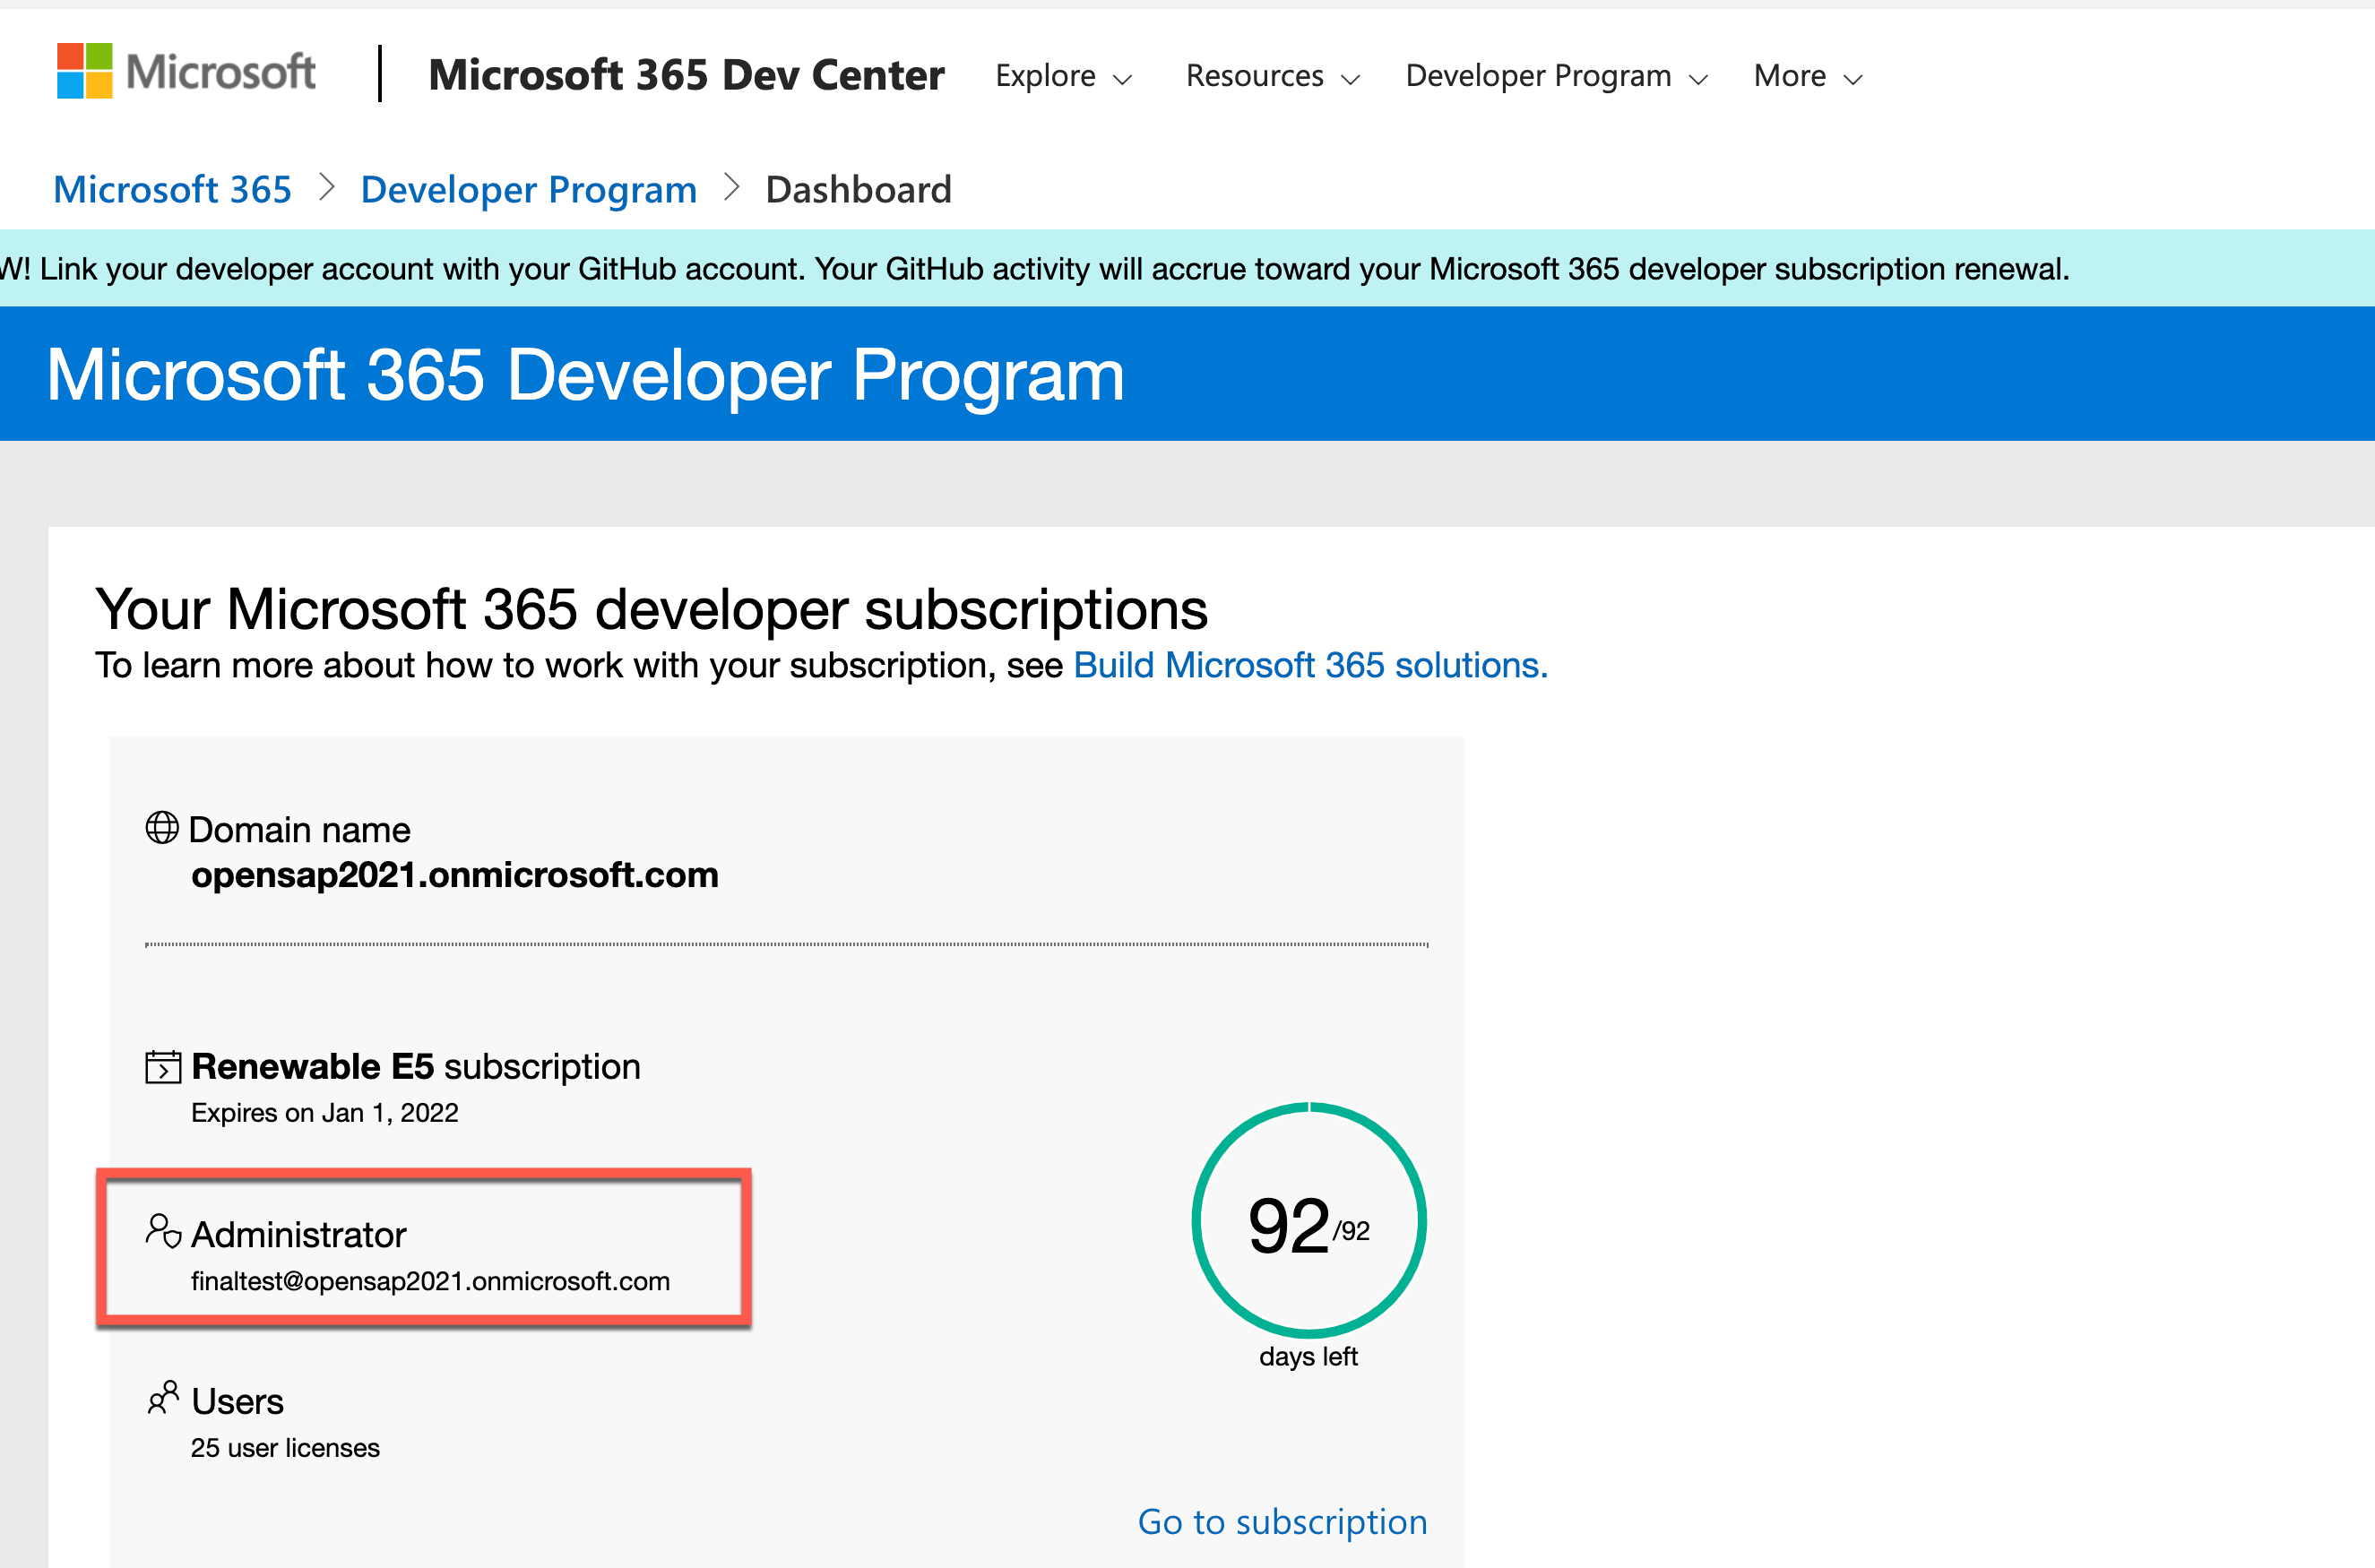 Microsoft
Microsoft 365 Dev Center
Explore
Resources
Developer Program
More
Microsoft 365 > Developer Program > Dashboard
W! Link your developer account with your GitHub account. Your GitHub activity will accrue toward your Microsoft 365 developer subscription renewal.
Microsoft 365 Developer Program
Your Microsoft 365 developer subscriptions
To learn more about how to work with your subscription, see Build Microsoft 365 solutions.
Domain name
opensap2021.onmicrosoft.com
Renewable E5 subscription
Expires on Jan 1, 2022
Administrator
finaltest@opensap2021.onmicrosoft.com
92/92
days left
Users
25 user licenses
Go to subscription